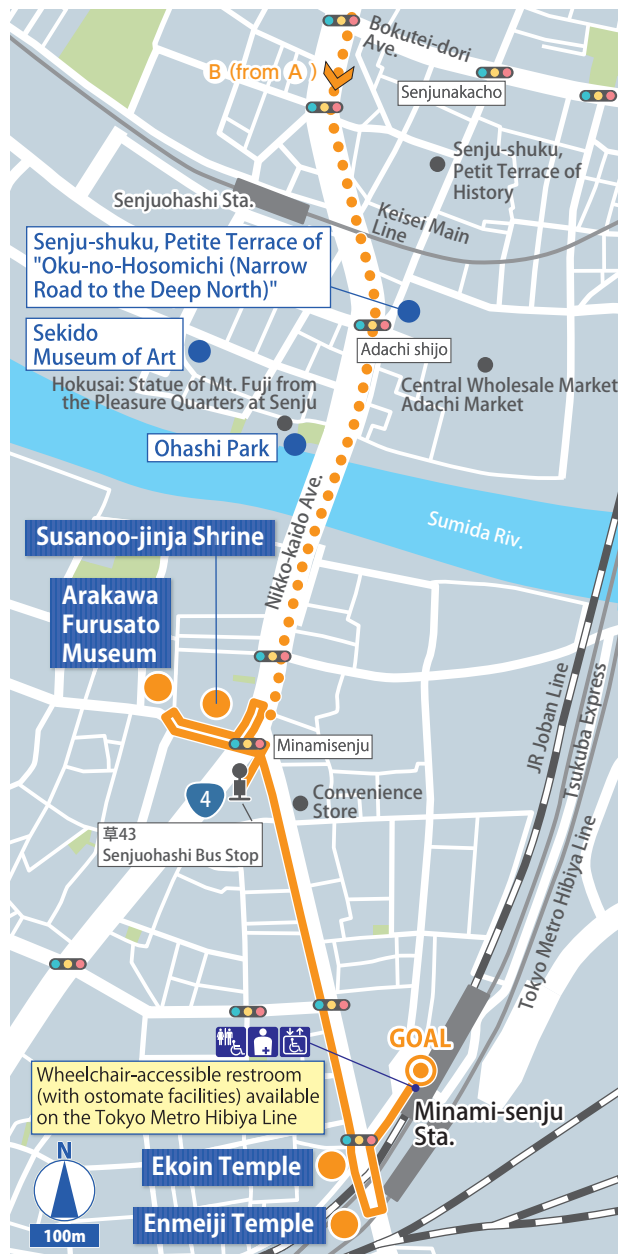 Bokutei-dori
Ave.
B (from A )
Senjunakacho
Senju-shuku,
Petit Terrace of
History
Senjuohashi Sta.
Keisei Main
Line
Senju-shuku, Petite Terrace of
"Oku-no-Hosomichi (Narrow
Road to the Deep North)"
Sekido
Museum of Art
Adachi shijo
Hokusai: Statue of Mt. Fuji from
the Pleasure Quarters at Senju
Central Wholesale Market
Adachi Market
Ohashi Park
Nikko-kaido Ave.
Sumida Riv.
Susanoo-jinja Shrine
Arakawa
Furusato
Museum
JR Joban Line
Tsukuba Express
Tokyo Metro Hibiya Line
Minamisenju
4
Convenience
Store
草43
Senjuohashi Bus Stop
GOAL
Wheelchair-accessible restroom
(with ostomate facilities) available
on the Tokyo Metro Hibiya Line
Minami-senju
Sta.
Ekoin Temple
Enmeiji Temple
N
100m